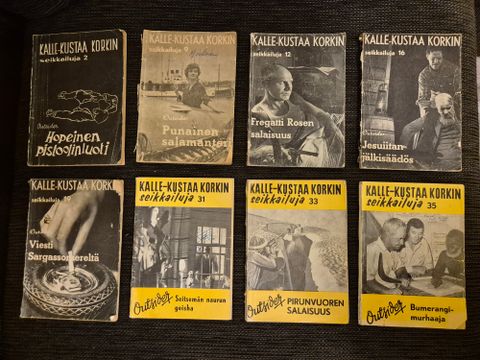 KALLE-KUSTAA KORKIN
seikkailuja 2
Outsider
Hopeinen
pistoolinluoti
KALLE-KUSTAA KORKIN
seikkailuja 9
Outsider
Punainen
salamanteri
KALLE-KUSTAA KORKIN
seikkailuja 12
Outsider
Fregatti Rosen
salaisuus
KALLE-KUSTAA KORKIN
seikkailuja 16
Outsider
Jesuiitan
jälkisäädös
KALLE-KUSTAA KORKIN
seikkailuja 19
Outsider
Viesti
Sargassomereltä
KALLE-KUSTAA KORKIN
seikkailuja
31
Outsider
Seitsemän naurun
geisha
KALLE-KUSTAA KORKIN
seikkailuja 33
Outsider
PIRUNVUOREN
SALAISUUS
KALLE-KUSTAA KORKIN
seikkailuja 35
Outsider
Bumerangi-
murhaaja